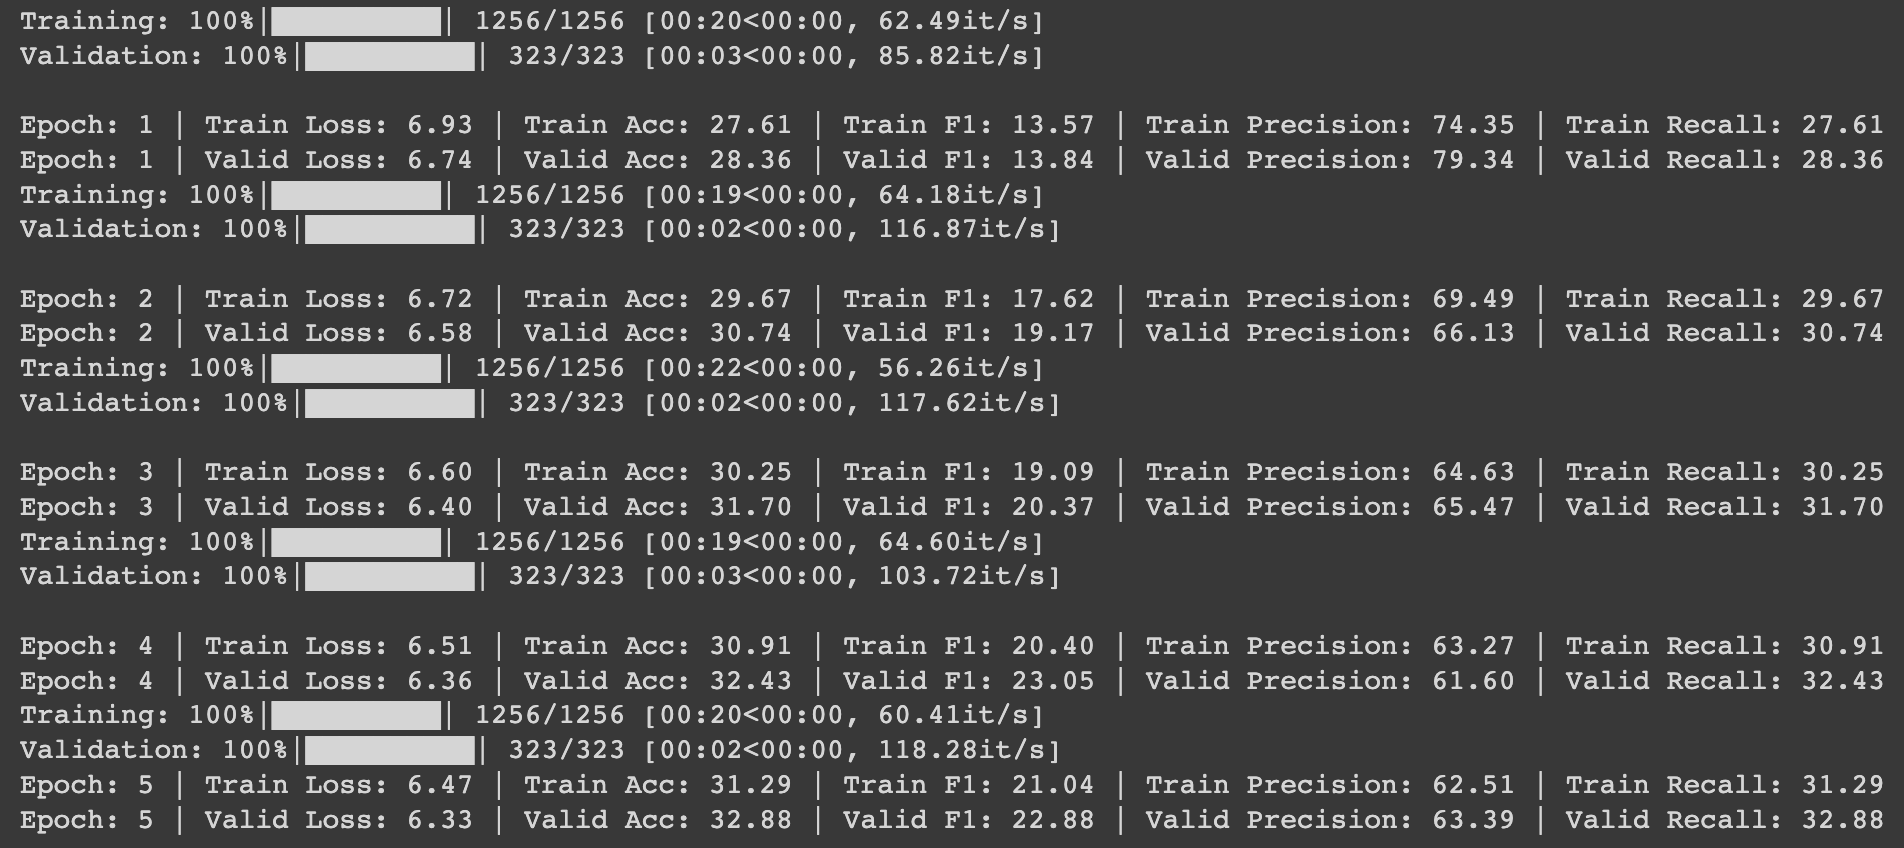 Training: 100%|██████████| 1256/1256 [00:20<00:00, 62.49it/s]
Validation: 100%|██████████| 323/323 [00:03<00:00, 85.82it/s]
Epoch: 1 | Train Loss: 6.93 | Train Acc: 27.61 | Train F1: 13.57 | Train Precision: 74.35 | Train Recall: 27.61
Epoch: 1 | Valid Loss: 6.74 | Valid Acc: 28.36 | Valid F1: 13.84 | Valid Precision: 79.34 | Valid Recall: 28.36
Training: 100%|██████████| 1256/1256 [00:19<00:00, 64.18it/s]
Validation: 100%|██████████| 323/323 [00:02<00:00, 116.87it/s]
Epoch: 2 | Train Loss: 6.72 | Train Acc: 29.67 | Train F1: 17.62 | Train Precision: 69.49 | Train Recall: 29.67
Epoch: 2 | Valid Loss: 6.58 | Valid Acc: 30.74 | Valid F1: 19.17 | Valid Precision: 66.13 | Valid Recall: 30.74
Training: 100%|██████████| 1256/1256 [00:22<00:00, 56.26it/s]
Validation: 100%|██████████| 323/323 [00:02<00:00, 117.62it/s]
Epoch: 3 | Train Loss: 6.60 | Train Acc: 30.25 | Train F1: 19.09 | Train Precision: 64.63 | Train Recall: 30.25
Epoch: 3 | Valid Loss: 6.40 | Valid Acc: 31.70 | Valid F1: 20.37 | Valid Precision: 65.47 | Valid Recall: 31.70
Training: 100%|██████████| 1256/1256 [00:19<00:00, 64.60it/s]
Validation: 100%|██████████| 323/323 [00:03<00:00, 103.72it/s]
Epoch: 4 | Train Loss: 6.51 | Train Acc: 30.91 | Train F1: 20.40 | Train Precision: 63.27 | Train Recall: 30.91
Epoch: 4 | Valid Loss: 6.36 | Valid Acc: 32.43 | Valid F1: 23.05 | Valid Precision: 61.60 | Valid Recall: 32.43
Training: 100%|██████████| 1256/1256 [00:20<00:00, 60.41it/s]
Validation: 100%|██████████| 323/323 [00:02<00:00, 118.28it/s]
Epoch: 5 | Train Loss: 6.47 | Train Acc: 31.29 | Train F1: 21.04 | Train Precision: 62.51 | Train Recall: 31.29
Epoch: 5 | Valid Loss: 6.33 | Valid Acc: 32.88 | Valid F1: 22.88 | Valid Precision: 63.39 | Valid Recall: 32.88